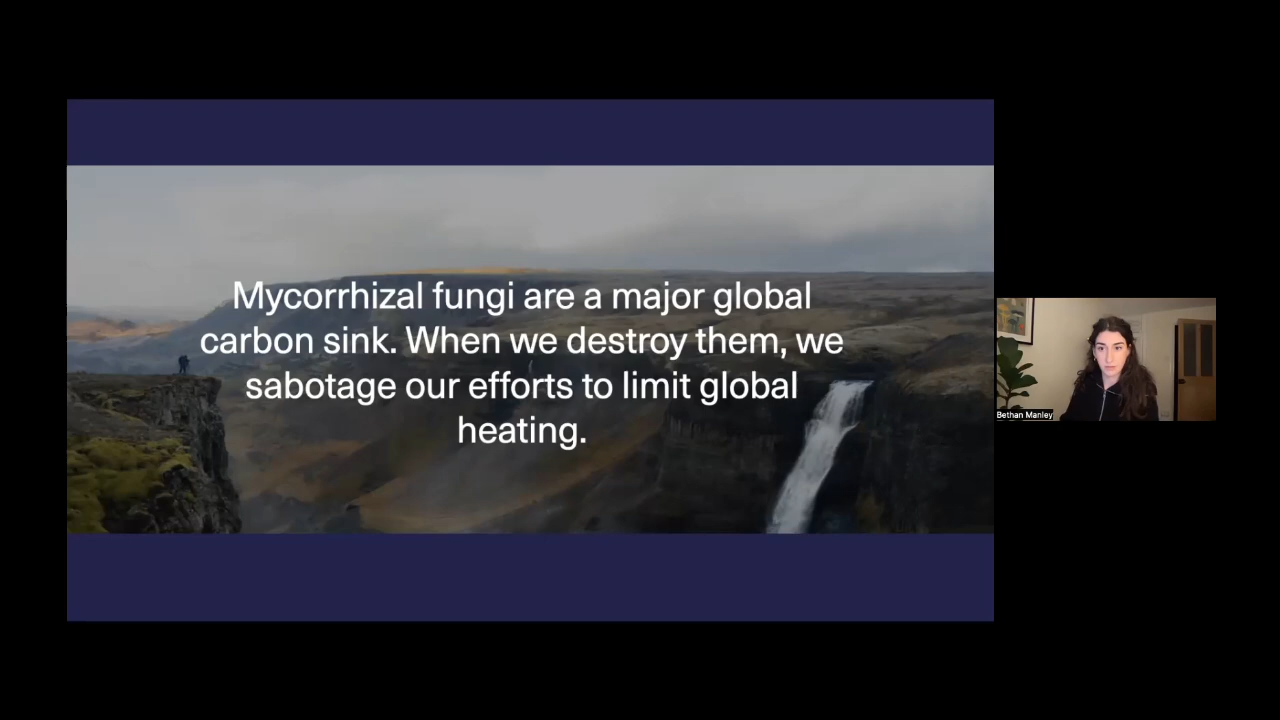 Mycorrhizal fungi are a major global
carbon sink. When we destroy them, we
sabotage our efforts to limit global
heating.
Bethan Manley